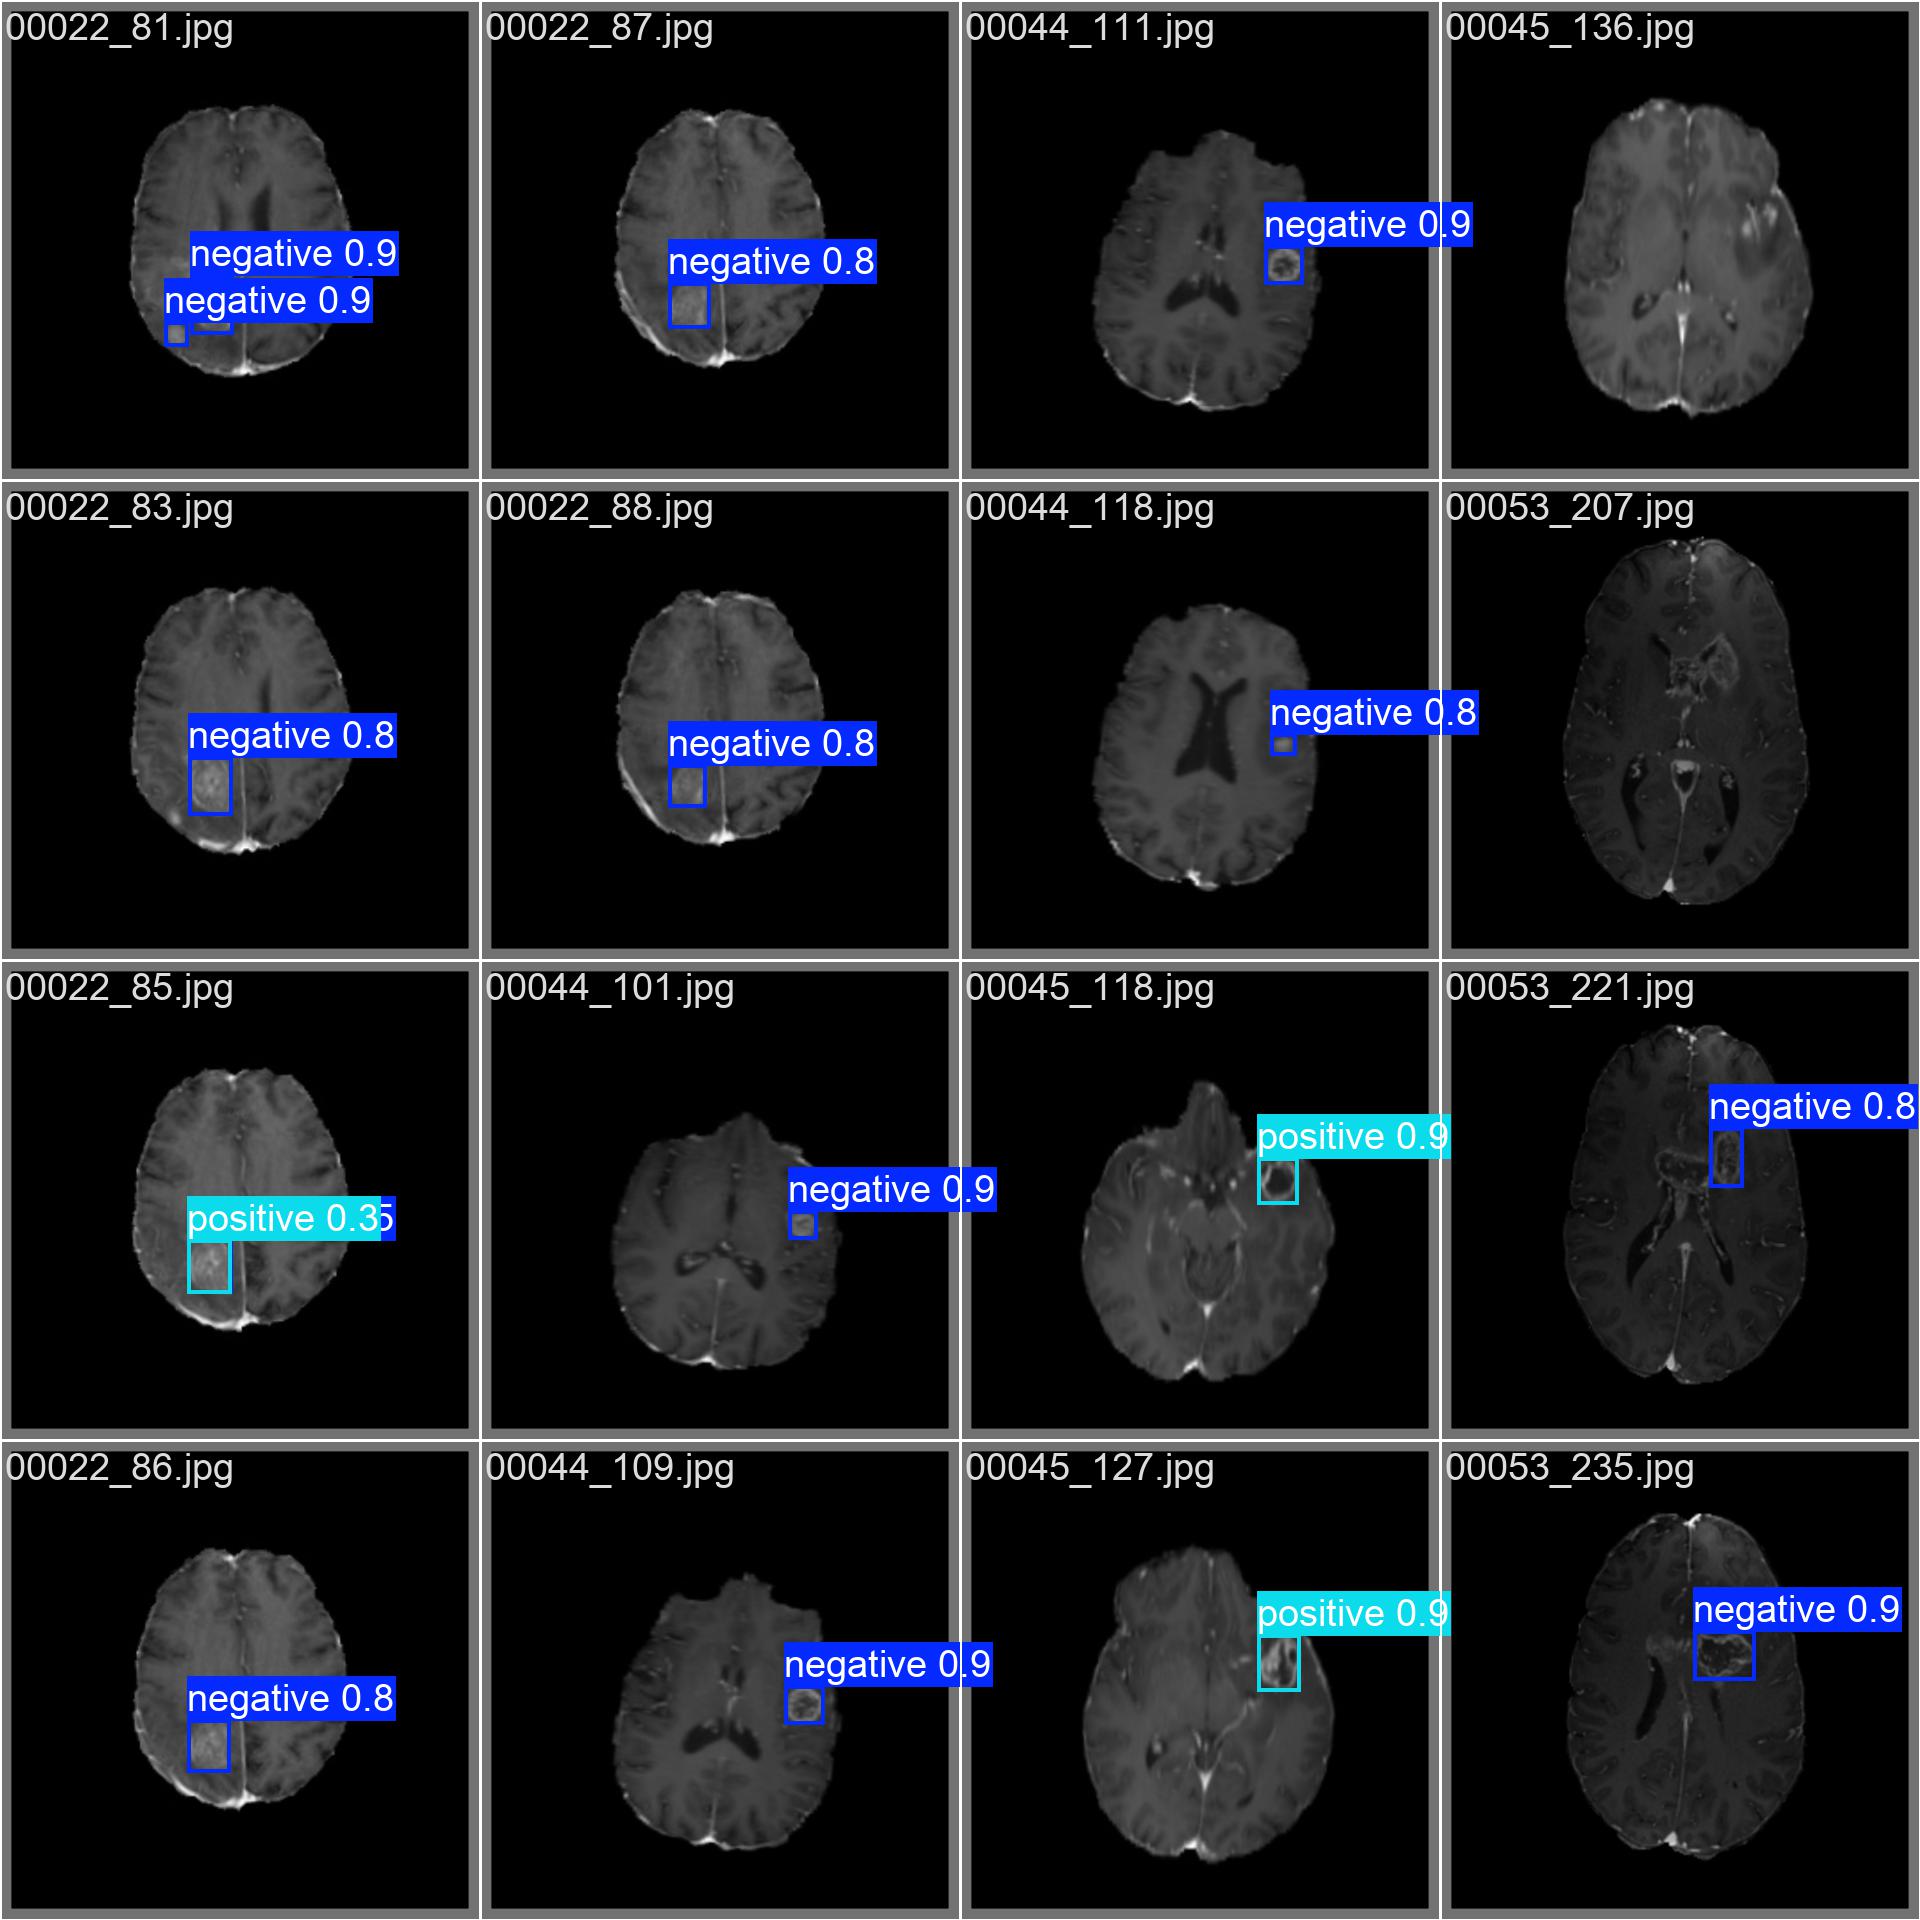 00022_81.jpg
negative 0.9
negative 0.9
00022_87.jpg
negative 0.8
00044_111.jpg
negative 0.9
00045_136.jpg
00022_83.jpg
negative 0.8
00022_88.jpg
negative 0.8
00044_118.jpg
negative 0.8
00053_207.jpg
00022_85.jpg
positive 0.35
00044_101.jpg
negative 0.9
00045_118.jpg
positive 0.9
00053_221.jpg
negative 0.8
00022_86.jpg
negative 0.8
00044_109.jpg
negative 0.9
00045_127.jpg
positive 0.9
00053_235.jpg
negative 0.9